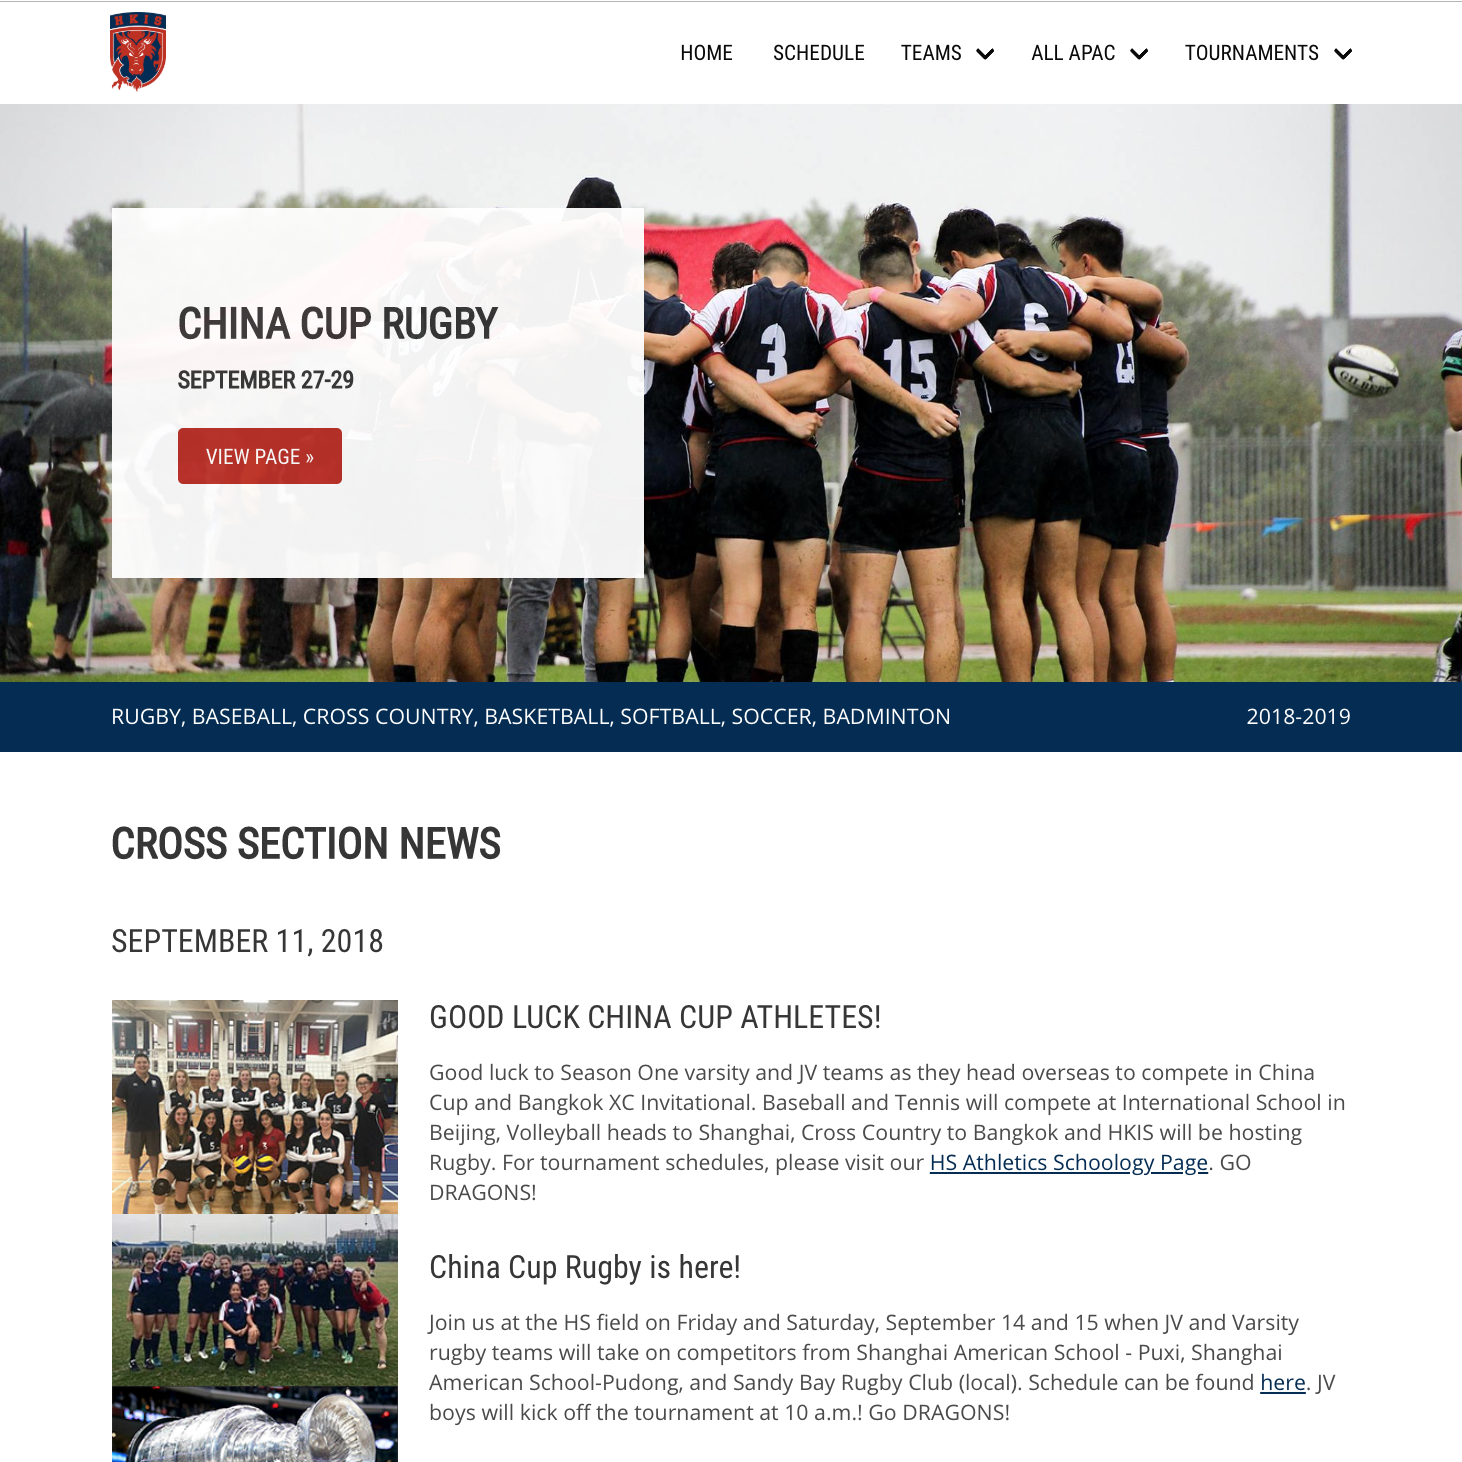 HKIS
HOME SCHEDULE TEAMS ALL APAC TOURNAMENTS
CHINA CUP RUGBY
SEPTEMBER 27-29
VIEW PAGE »
3
15
6
GILBERT
RUGBY, BASEBALL, CROSS COUNTRY, BASKETBALL, SOFTBALL, SOCCER, BADMINTON 2018-2019
CROSS SECTION NEWS
SEPTEMBER 11, 2018
GOOD LUCK CHINA CUP ATHLETES!
Good luck to Season One varsity and JV teams as they head overseas to compete in China
Cup and Bangkok XC Invitational. Baseball and Tennis will compete at International School in
Beijing, Volleyball heads to Shanghai, Cross Country to Bangkok and HKIS will be hosting
Rugby. For tournament schedules, please visit our HS Athletics Schoology Page. GO
DRAGONS!
China Cup Rugby is here!
Join us at the HS field on Friday and Saturday, September 14 and 15 when JV and Varsity
rugby teams will take on competitors from Shanghai American School - Puxi, Shanghai
American School-Pudong, and Sandy Bay Rugby Club (local). Schedule can be found here. JV
boys will kick off the tournament at 10 a.m.! Go DRAGONS!